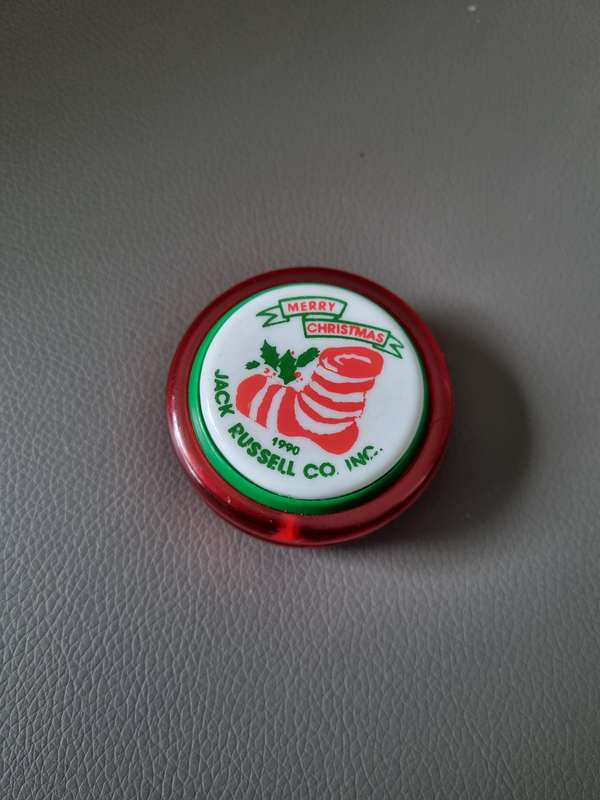 MERRY
CHRISTMAS
1990
JACK RUSSELL CO. INC.